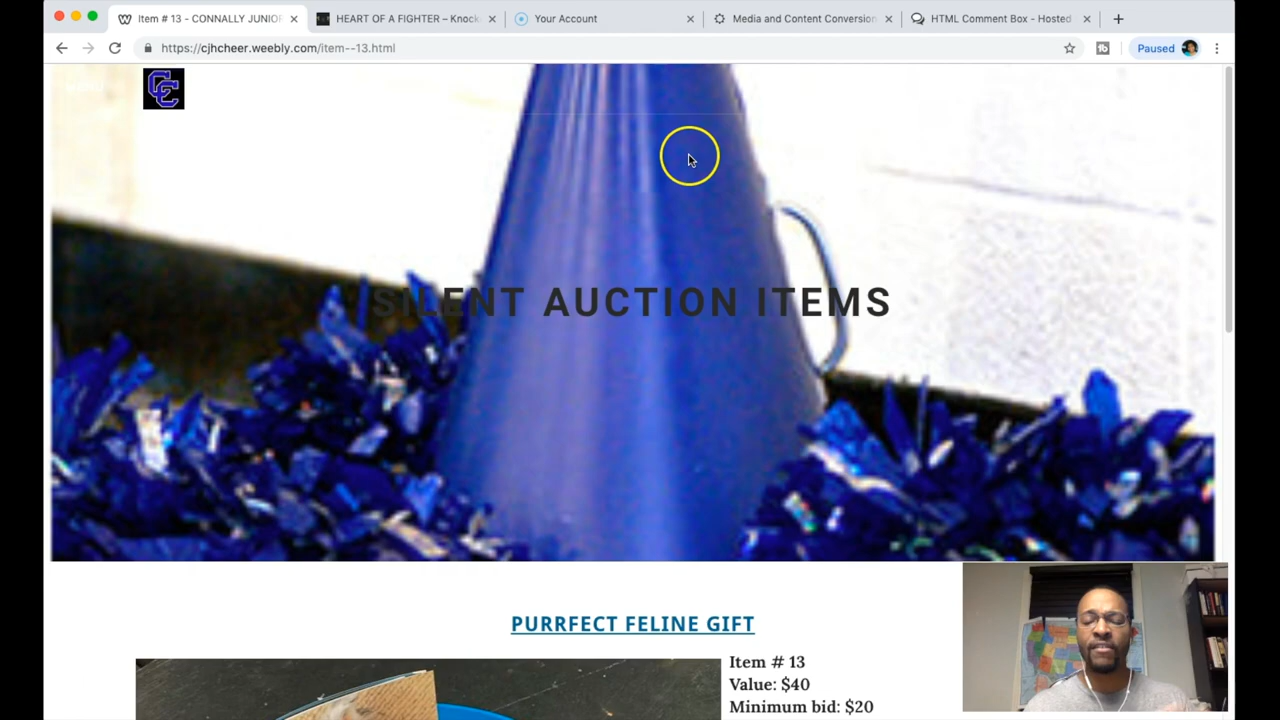 Item # 13 - CONNALLY JUNIO
HEART OF A FIGHTER – Knock
Your Account
Media and Content Conversion
HTML Comment Box - Hosted
https://cjhcheer.weebly.com/item--13.html
Paused
CC
SILENT AUCTION ITEMS
PURRFECT FELINE GIFT
Item # 13
Value: $40
Minimum bid: $20